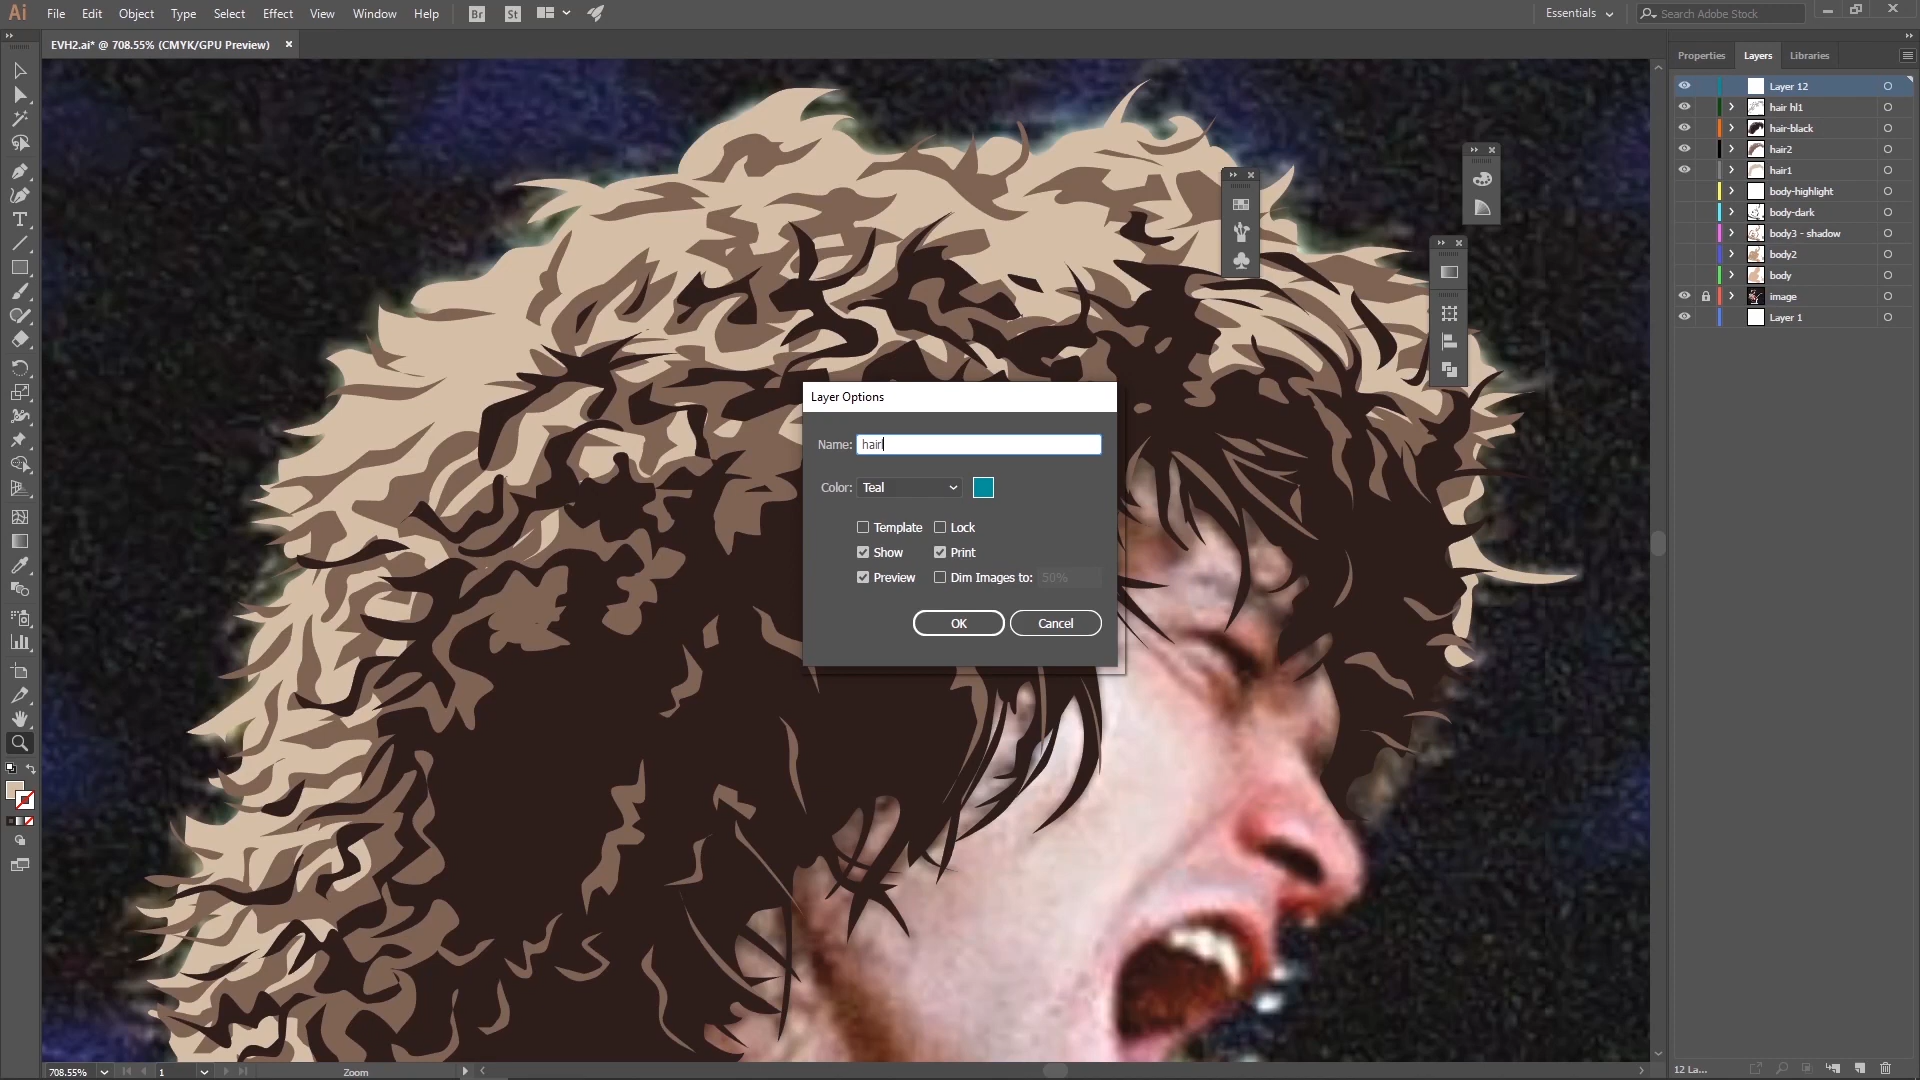 Ai File Edit Object Type Select Effect View Window Help Br St Essentials Search Adobe Stock
EVH2.ai* @ 708.55% (CMYK/GPU Preview)
Properties Layers Libraries
Layer 12
hair hl1
hair-black
hair2
hair1
body-highlight
body-dark
body3 - shadow
body2
body
image
Layer 1
Layer Options
Name: hair
Color: Teal
Template Lock
Show Print
Preview Dim Images to: 50%
OK Cancel
708.55% 1 Zoom
12 La...